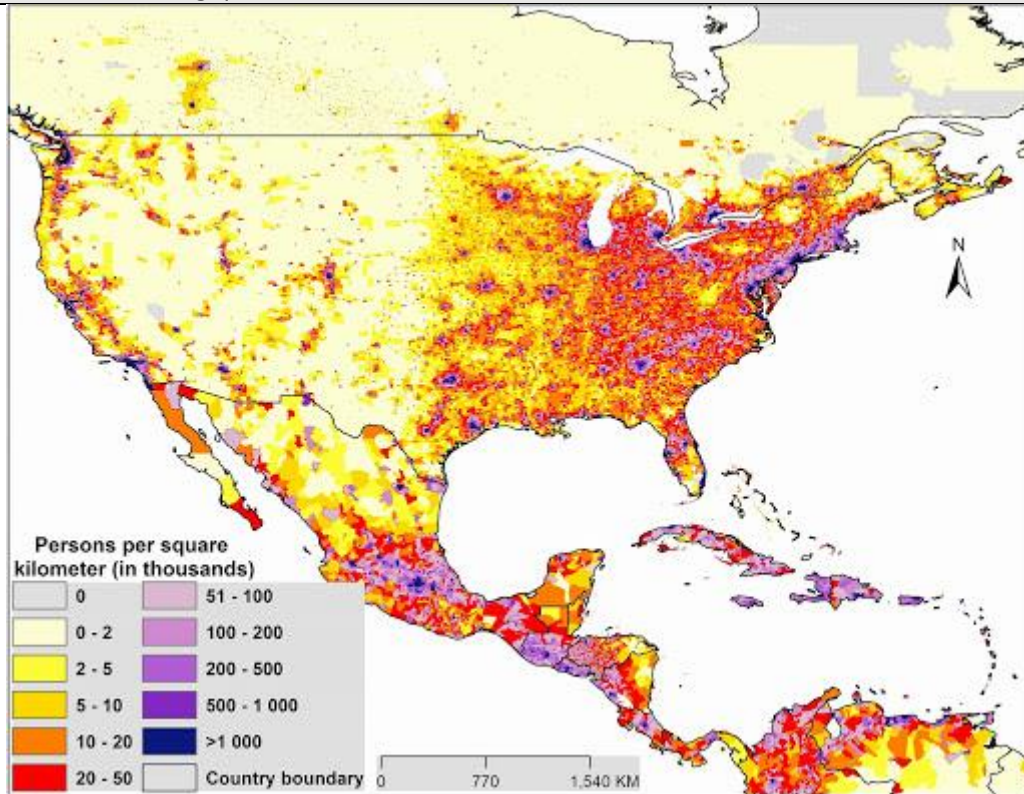 N
Persons per square
kilometer (in thousands)
0
51 - 100
0 - 2
100 - 200
2 - 5
200 - 500
5 - 10
500 - 1 000
10 - 20
>1 000
20 - 50
Country boundary
0 770 1,540 KM